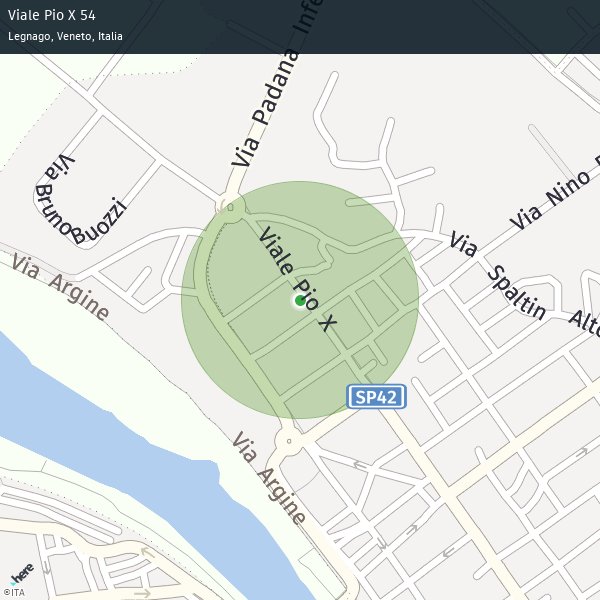 Viale Pio X 54
Legnago, Veneto, Italia
Via Padana Infe
Via Bruno Buozzi
Viale Pio X
Via Nino
Via Spaltin Alto
Via Argine
SP42
Via Argine
here
©ITA